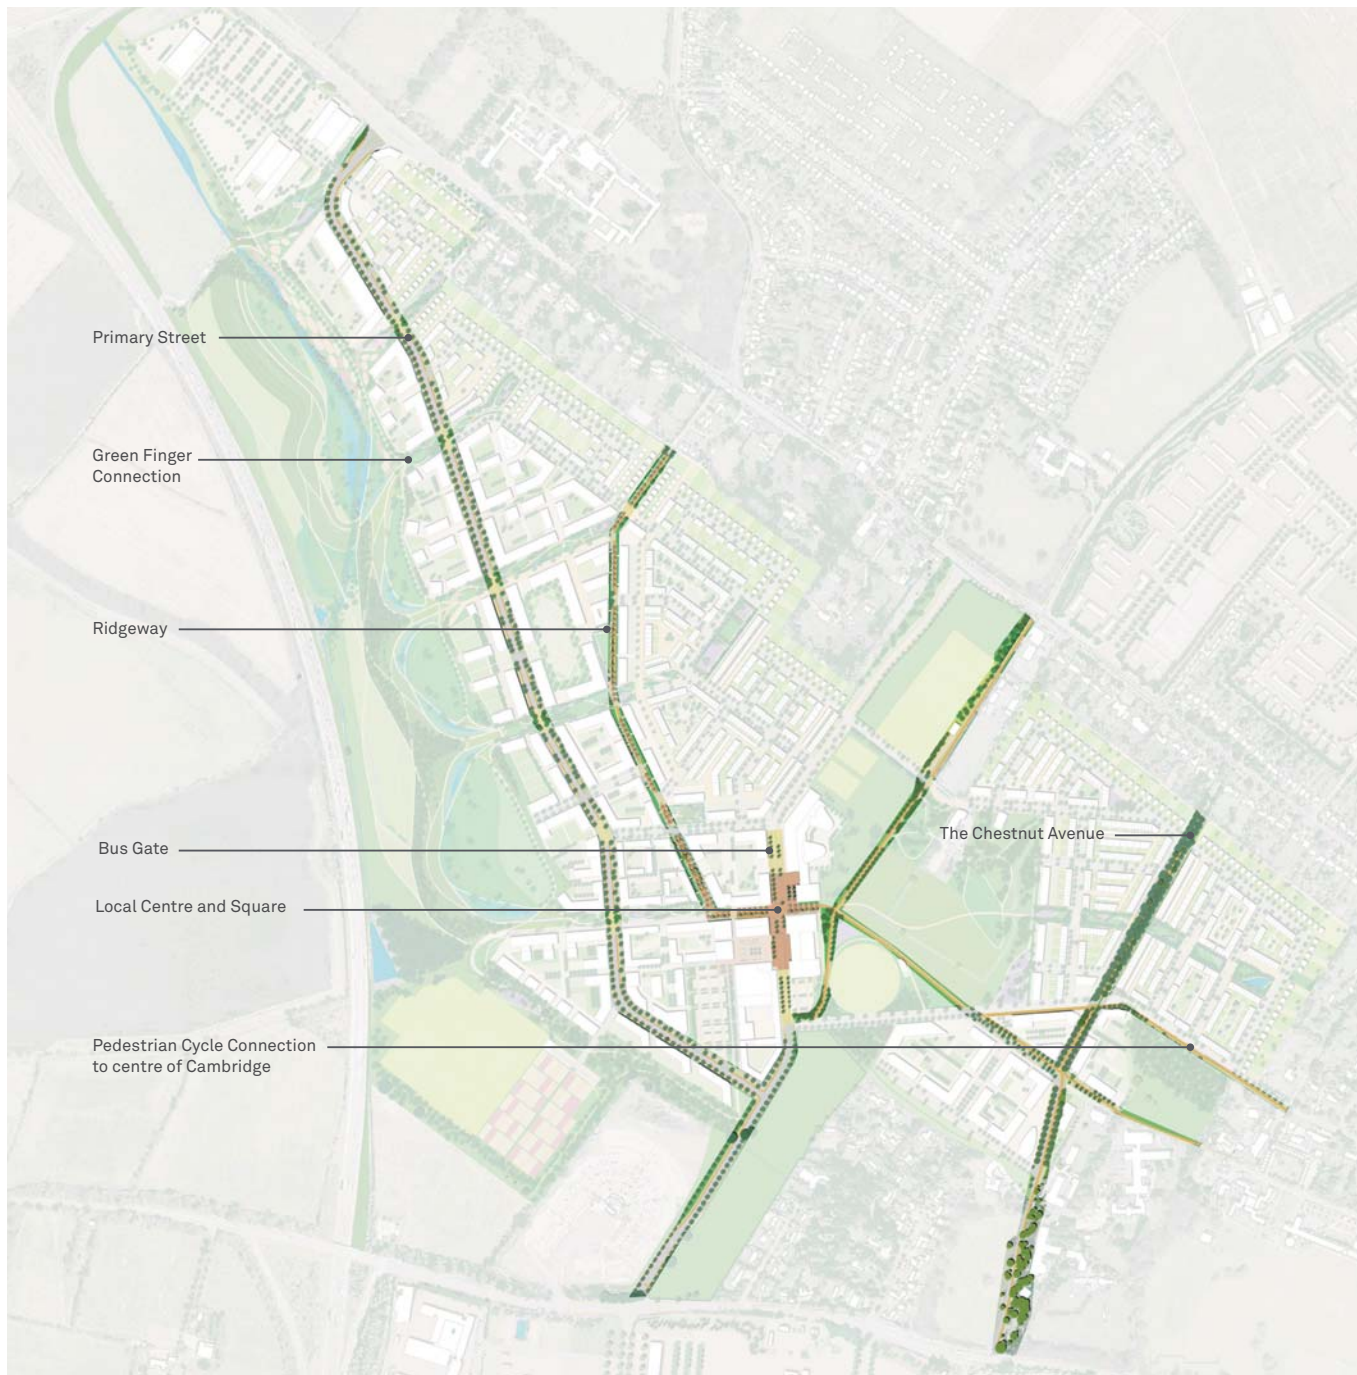 Primary Street
Green Finger
Connection
Ridgeway
Bus Gate
The Chestnut Avenue
Local Centre and Square
Pedestrian Cycle Connection
to centre of Cambridge